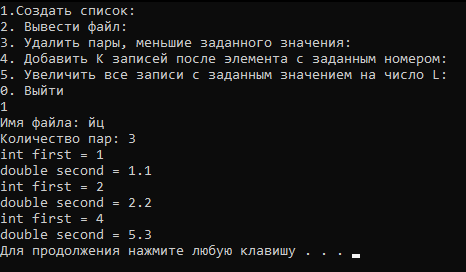 1.Создать список:
2. Вывести файл:
3. Удалить пары, меньшие заданного значения:
4. Добавить K записей после элемента с заданным номером:
5. Увеличить все записи с заданным значением на число L:
0. Выйти
1
Имя файла: йц
Количество пар: 3
int first = 1
double second = 1.1
int first = 2
double second = 2.2
int first = 4
double second = 5.3
Для продолжения нажмите любую клавишу . . .